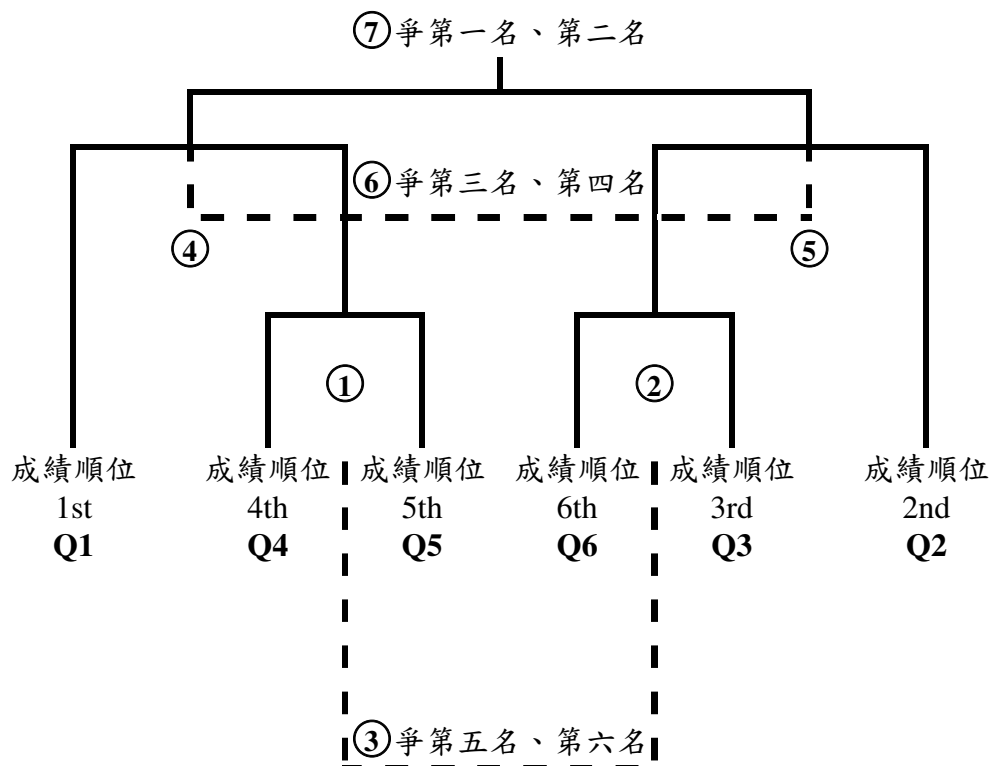 ⑦爭第一名、第二名
⑥爭第三名、第四名
④ ⑤
① ②
成績順位 成績順位 成績順位 成績順位 成績順位 成績順位
1st 4th 5th 6th 3rd 2nd
Q1 Q4 Q5 Q6 Q3 Q2
③爭第五名、第六名